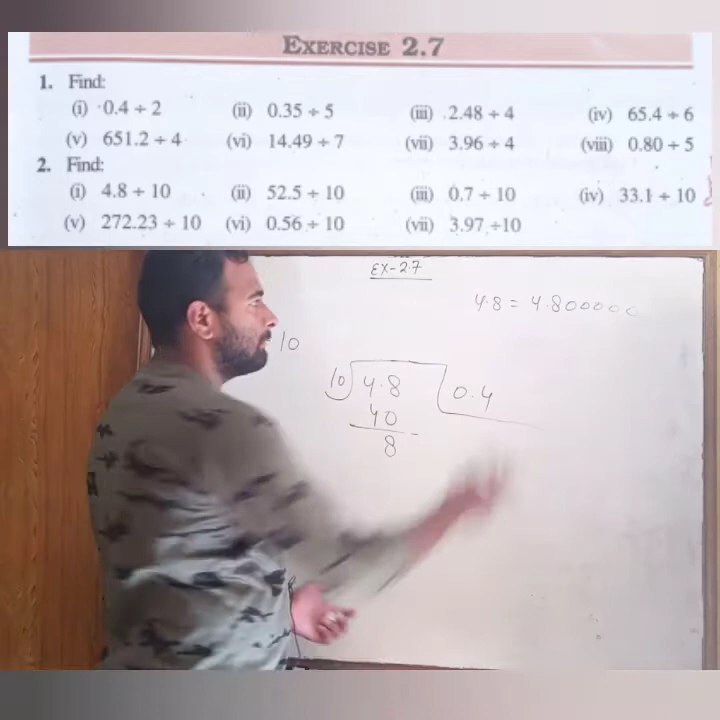 EXERCISE 2.7
1. Find:
(i) 0.4 ÷ 2 (ii) 0.35 ÷ 5 (iii) 2.48 ÷ 4 (iv) 65.4 ÷ 6
(v) 651.2 ÷ 4 (vi) 14.49 ÷ 7 (vii) 3.96 ÷ 4 (viii) 0.80 ÷ 5
2. Find:
(i) 4.8 ÷ 10 (ii) 52.5 ÷ 10 (iii) 0.7 ÷ 10 (iv) 33.1 ÷ 10
(v) 272.23 ÷ 10 (vi) 0.56 ÷ 10 (vii) 3.97 ÷10
EX-2.7
4.8 = 4.800000
10
10 4.8 0.4
40
8